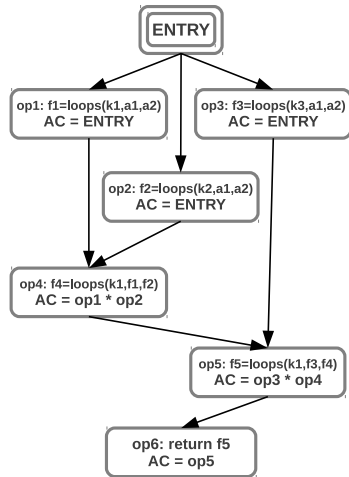 ENTRY
op1: f1=loops(k1,a1,a2)
AC = ENTRY
op3: f3=loops(k3,a1,a2)
AC = ENTRY
op2: f2=loops(k2,a1,a2)
AC = ENTRY
op4: f4=loops(k1,f1,f2)
AC = op1 * op2
op5: f5=loops(k1,f3,f4)
AC = op3 * op4
op6: return f5
AC = op5